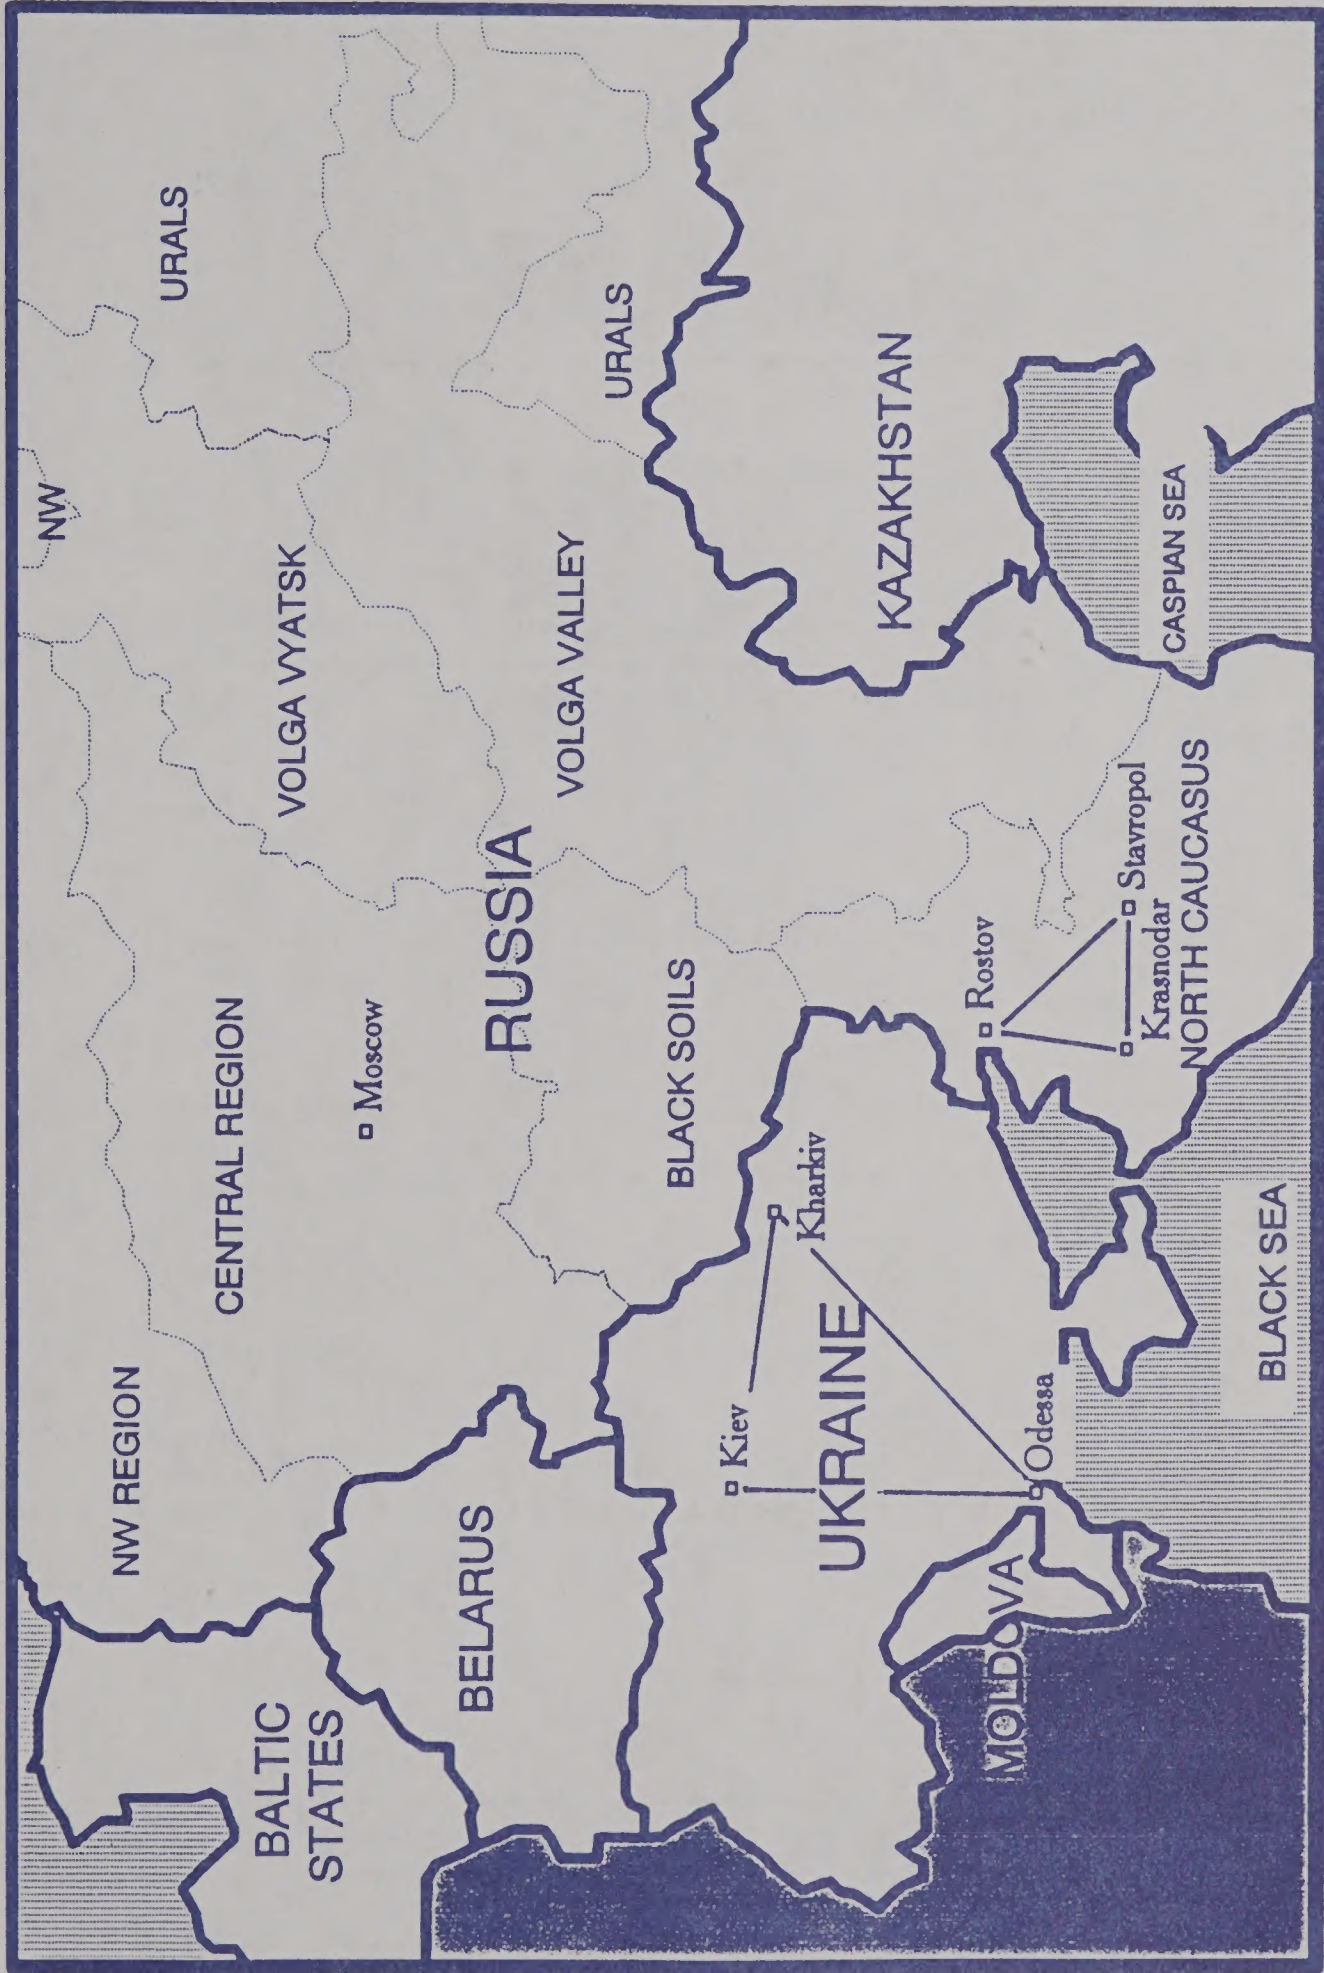 NW
URALS
NW REGION
CENTRAL REGION
VOLGA VYATSK
URALS
BALTIC
STATES
Moscow
RUSSIA
VOLGA VALLEY
BELARUS
BLACK SOILS
Kiev
Kharkiv
UKRAINE
KAZAKHSTAN
Rostov
MOLDOVA
Odessa
Stavropol
Krasnodar
NORTH CAUCASUS
CASPIAN SEA
BLACK SEA